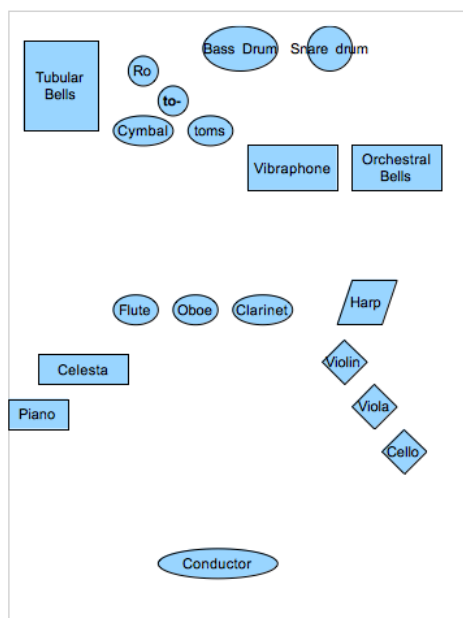 Bass Drum
Snare drum
Tubular
Bells
Ro
to-
Cymbal
toms
Vibraphone
Orchestral
Bells
Flute
Oboe
Clarinet
Harp
Celesta
Violin
Piano
Viola
Cello
Conductor